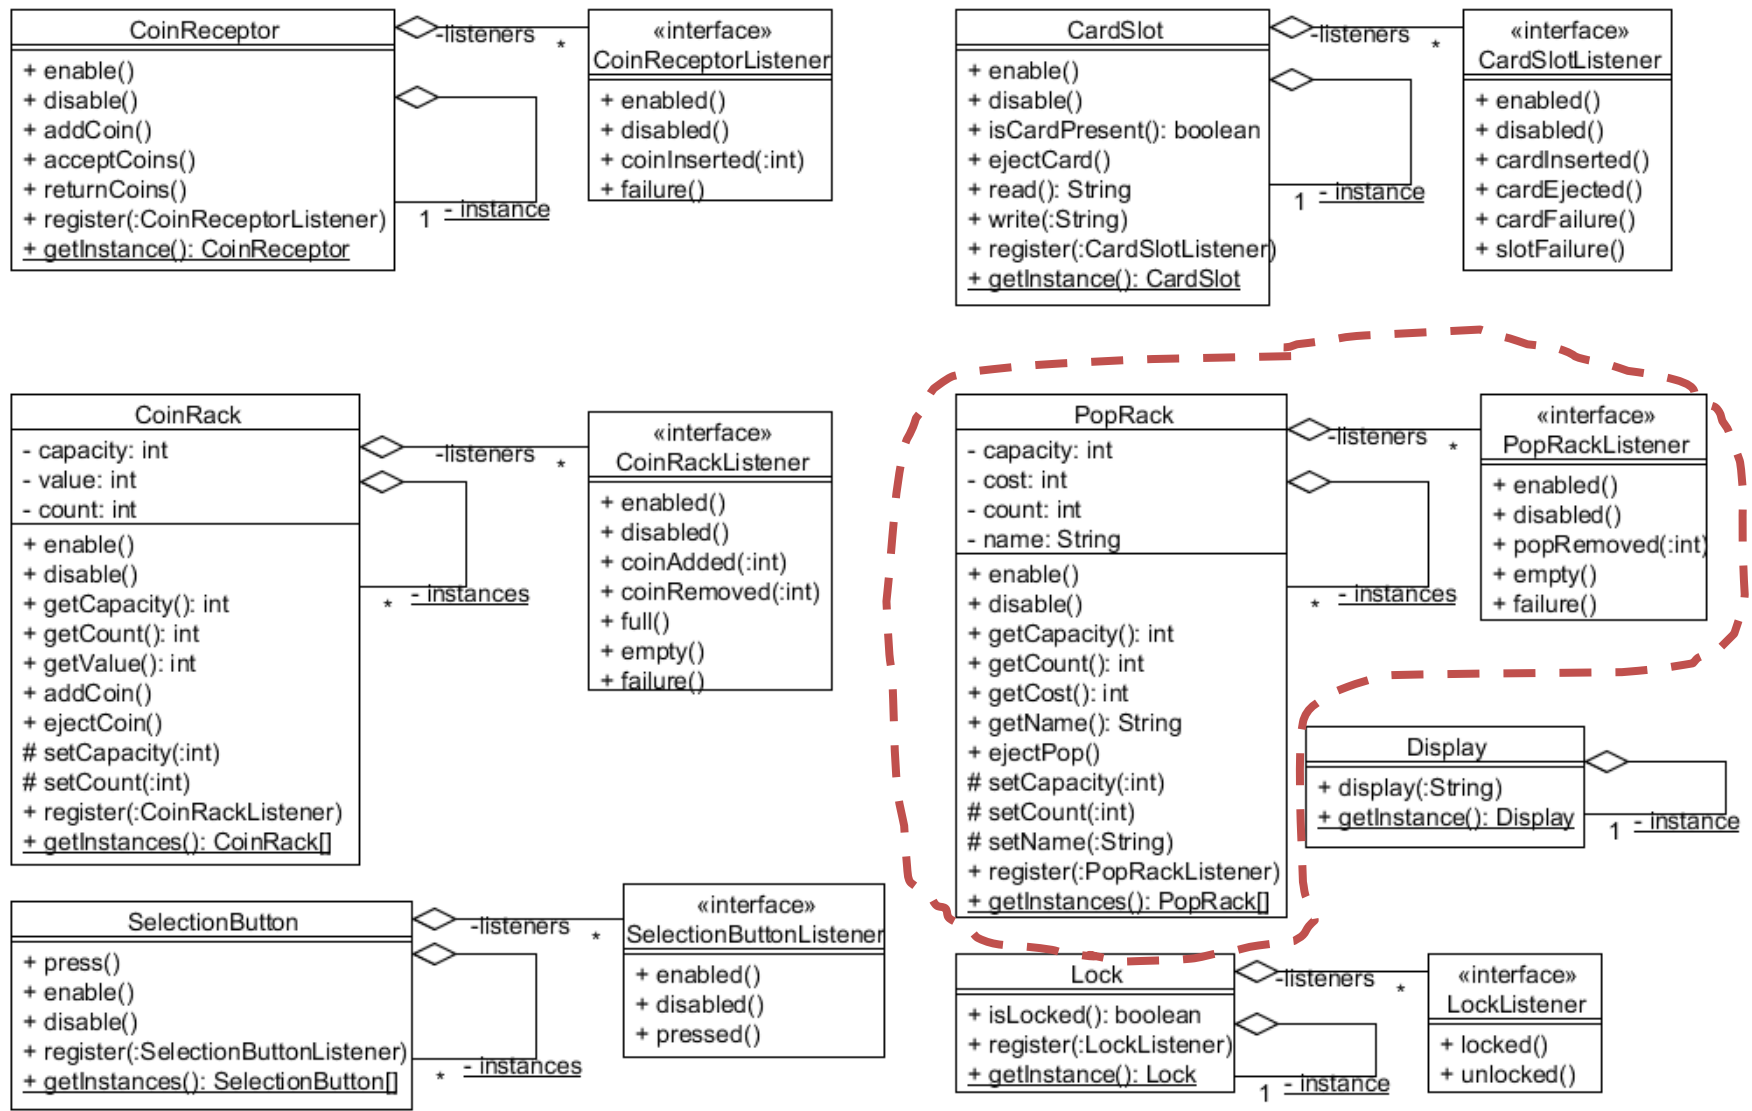 CoinReceptor
+ enable()
+ disable()
+ addCoin()
+ acceptCoins()
+ returnCoins()
+ register(:CoinReceptorListener)
+ getInstance(): CoinReceptor
-listeners
*
1
- instance
«interface»
CoinReceptorListener
+ enabled()
+ disabled()
+ coinInserted(:int)
+ failure()
CardSlot
+ enable()
+ disable()
+ isCardPresent(): boolean
+ ejectCard()
+ read(): String
+ write(:String)
+ register(:CardSlotListener)
+ getInstance(): CardSlot
-listeners
*
1
- instance
«interface»
CardSlotListener
+ enabled()
+ disabled()
+ cardInserted()
+ cardEjected()
+ cardFailure()
+ slotFailure()
CoinRack
- capacity: int
- value: int
- count: int
+ enable()
+ disable()
+ getCapacity(): int
+ getCount(): int
+ getValue(): int
+ addCoin()
+ ejectCoin()
# setCapacity(:int)
# setCount(:int)
+ register(:CoinRackListener)
+ getInstances(): CoinRack[]
-listeners
*
*
- instances
«interface»
CoinRackListener
+ enabled()
+ disabled()
+ coinAdded(:int)
+ coinRemoved(:int)
+ full()
+ empty()
+ failure()
PopRack
- capacity: int
- cost: int
- count: int
- name: String
+ enable()
+ disable()
+ getCapacity(): int
+ getCount(): int
+ getCost(): int
+ getName(): String
+ ejectPop()
# setCapacity(:int)
# setCount(:int)
# setName(:String)
+ register(:PopRackListener)
+ getInstances(): PopRack[]
-listeners
*
*
- instances
«interface»
PopRackListener
+ enabled()
+ disabled()
+ popRemoved(:int)
+ empty()
+ failure()
Display
+ display(:String)
+ getInstance(): Display
1
- instance
SelectionButton
+ press()
+ enable()
+ disable()
+ register(:SelectionButtonListener)
+ getInstances(): SelectionButton[]
-listeners
*
*
- instances
«interface»
SelectionButtonListener
+ enabled()
+ disabled()
+ pressed()
Lock
+ isLocked(): boolean
+ register(:LockListener)
+ getInstance(): Lock
-listeners
*
1
- instance
«interface»
LockListener
+ locked()
+ unlocked()